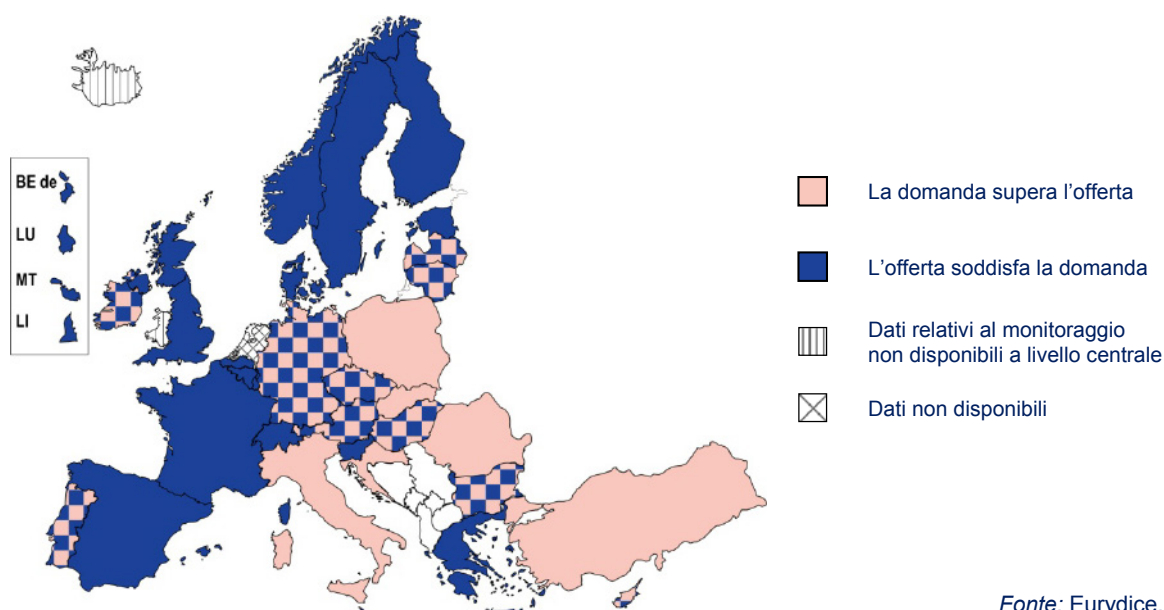 BE de
LU
MT
LI
La domanda supera l’offerta
L’offerta soddisfa la domanda
Dati relativi al monitoraggio
non disponibili a livello centrale
Dati non disponibili
Fonte: Eurydice.